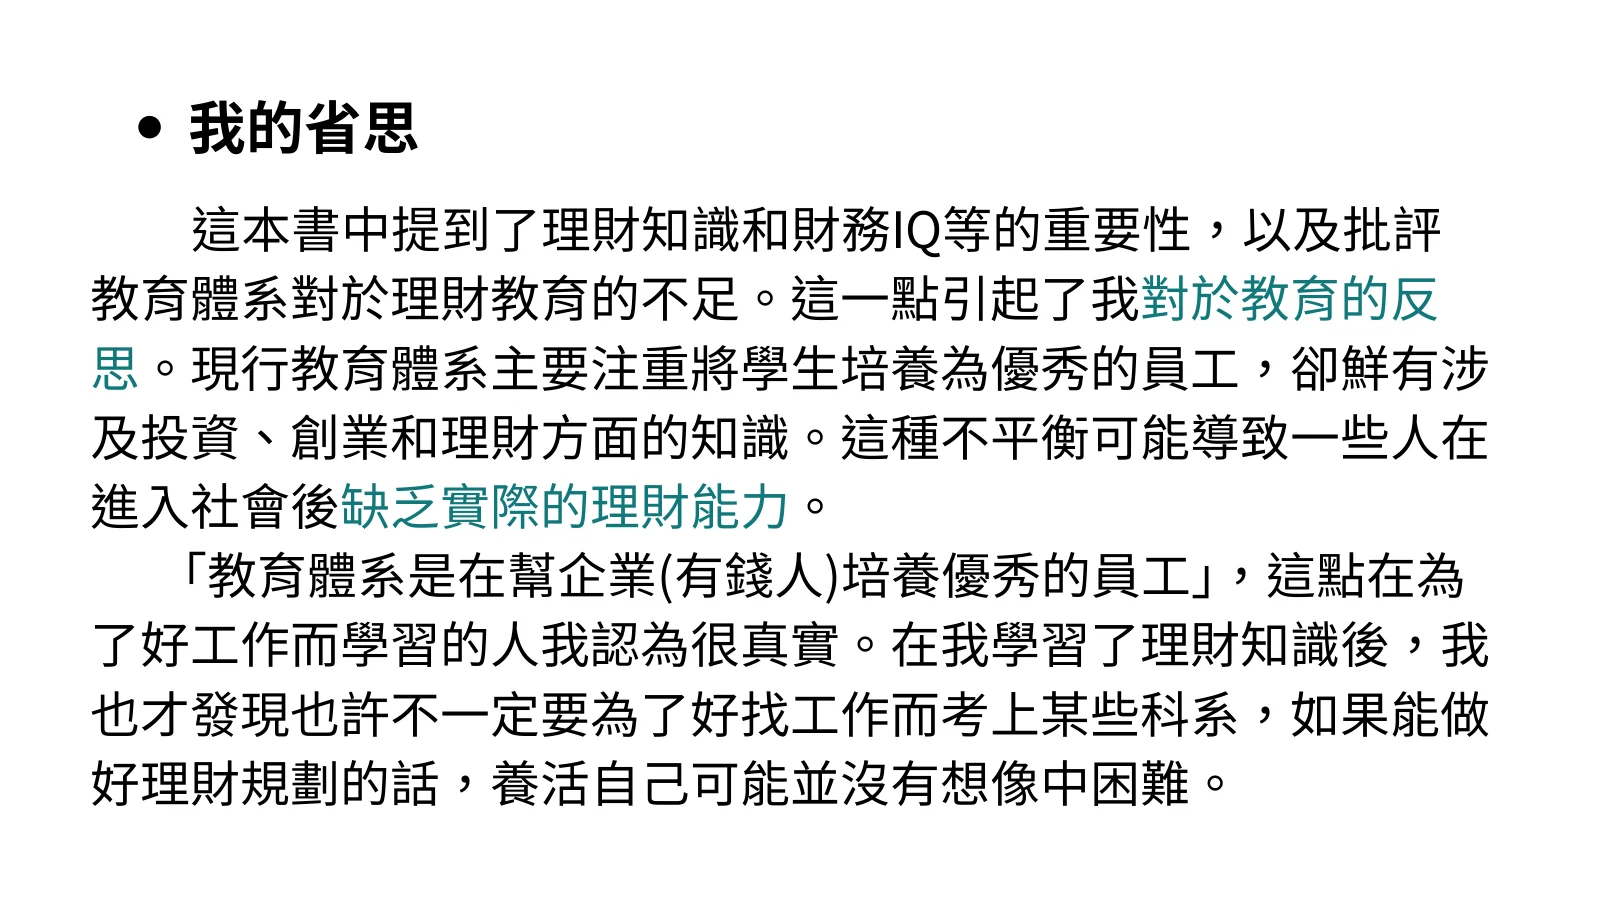 • 我的省思
這本書中提到了理財知識和財務IQ等的重要性，以及批評
教育體系對於理財教育的不足。這一點引起了我對於教育的反
思。現行教育體系主要注重將學生培養為優秀的員工，卻鮮有涉
及投資、創業和理財方面的知識。這種不平衡可能導致一些人在
進入社會後缺乏實際的理財能力。
「教育體系是在幫企業(有錢人)培養優秀的員工」，這點在為
了好工作而學習的人我認為很真實。在我學習了理財知識後，我
也才發現也許不一定要為了好找工作而考上某些科系，如果能做
好理財規劃的話，養活自己可能並沒有想像中困難。